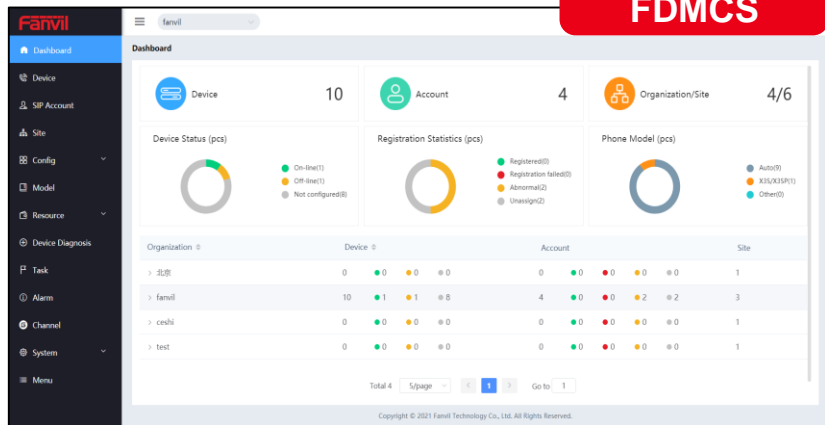 FDMCS
Fanvil
fanvil
Dashboard
Dashboard
Device
SIP Account
Site
Config
Model
Resource
Device Diagnosis
Task
Alarm
Channel
System
Menu
Device 10
Account 4
Organization/Site 4/6
Device Status (pcs)
On-line(1)
Off-line(1)
Not configured(8)
Registration Statistics (pcs)
Registered(0)
Registration failed(0)
Abnormal(2)
Unassign(2)
Phone Model (pcs)
Auto(9)
X3S/X3SP(1)
Other(0)
Organization Device Account Site
> 北京 0 0 0 0 0 0 0 0 0 1
> fanvil 10 1 1 8 4 0 0 2 2 3
> ceshi 0 0 0 0 0 0 0 0 0 1
> test 0 0 0 0 0 0 0 0 0 1
Total 4 5/page < 1 > Go to 1
Copyright © 2021 Fanvil Technology Co., Ltd. All Rights Reserved.